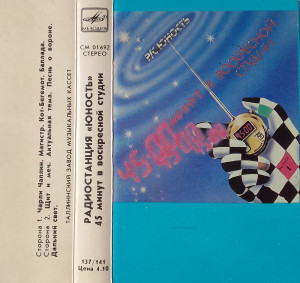 Сторона 1. Чарли Чаплин. Магистр. Кот-Бегемот. Баллада.
Сторона 2. Щит и меч. Актуальная тема. Песнь о вороне.
Дальний свет.
МЕЛОДИЯ
СМ 01692
СТЕРЕО
РАДИОСТАНЦИЯ «ЮНОСТЬ»
45 МИНУТ В ВОСКРЕСНОЙ СТУДИИ
ТАЛЛИННСКИЙ ЗАВОД МУЗЫКАЛЬНЫХ КАССЕТ
137/141
Цена 4.10
Р/С ЮНОСТЬ
45:00
МИНУТ В ВОСКРЕСНОЙ
СТУДИИ